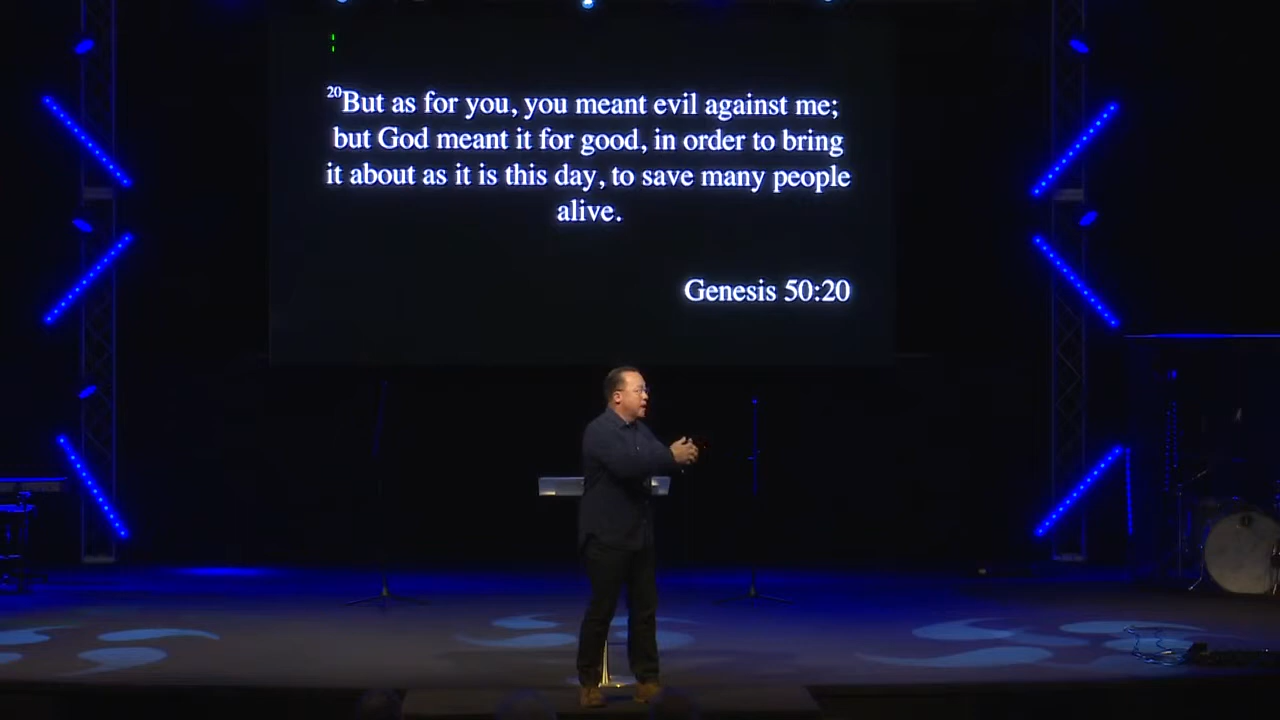 20But as for you, you meant evil against me;
but God meant it for good, in order to bring
it about as it is this day, to save many people
alive.
Genesis 50:20